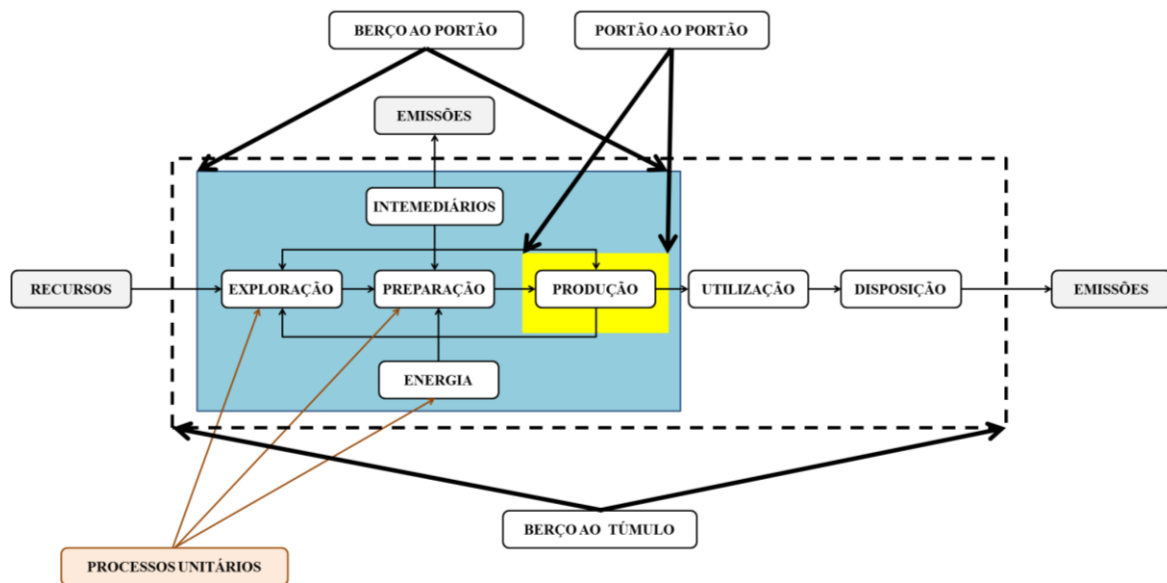 BERÇO AO PORTÃO
PORTÃO AO PORTÃO
EMISSÕES
INTEMEDIÁRIOS
RECURSOS
EXPLORAÇÃO
PREPARAÇÃO
PRODUÇÃO
UTILIZAÇÃO
DISPOSIÇÃO
EMISSÕES
ENERGIA
BERÇO AO TÚMULO
PROCESSOS UNITÁRIOS